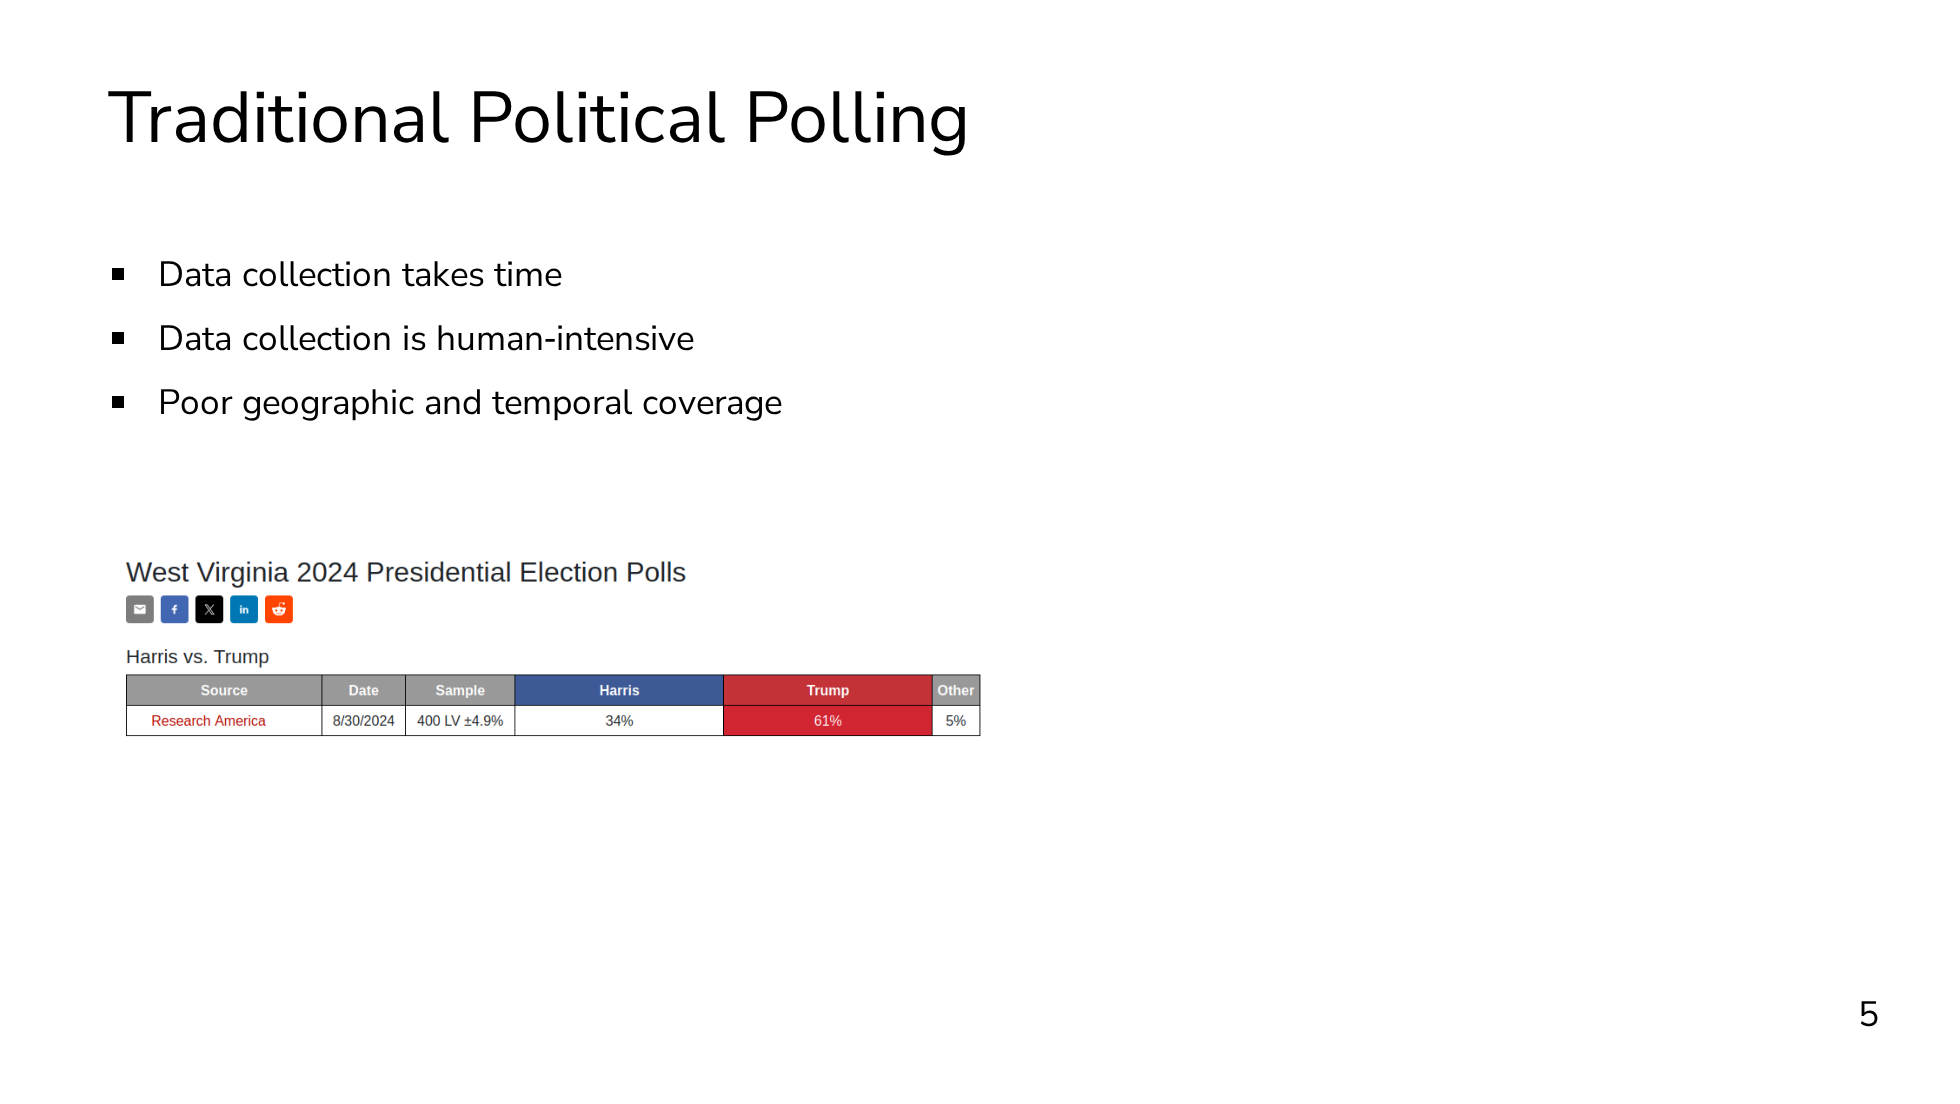 Traditional Political Polling
Data collection takes time
Data collection is human-intensive
Poor geographic and temporal coverage
West Virginia 2024 Presidential Election Polls
Harris vs. Trump
Source Date Sample Harris Trump Other
Research America 8/30/2024 400 LV ±4.9% 34% 61% 5%
5